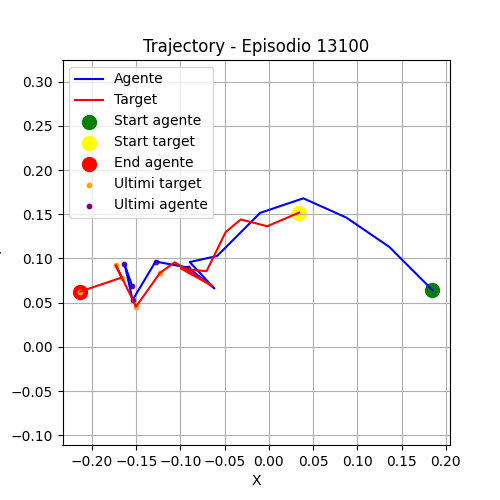 Trajectory - Episodio 13100
Agente
Target
Start agente
Start target
End agente
Ultimi target
Ultimi agente
0.30
0.25
0.20
0.15
0.10
0.05
0.00
−0.05
−0.10
−0.20 −0.15 −0.10 −0.05 0.00 0.05 0.10 0.15 0.20
X